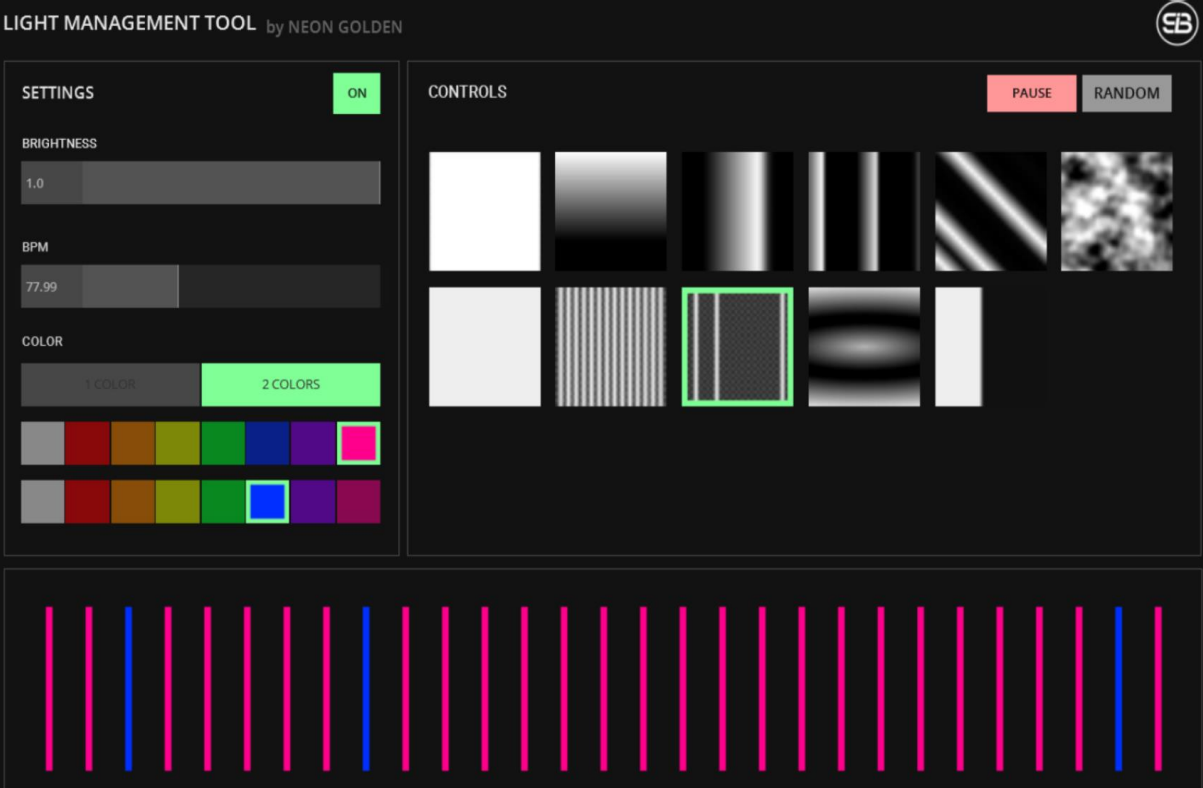 LIGHT MANAGEMENT TOOL by NEON GOLDEN
SB
SETTINGS
ON
BRIGHTNESS
1.0
BPM
77.99
COLOR
1 COLOR
2 COLORS
CONTROLS
PAUSE
RANDOM